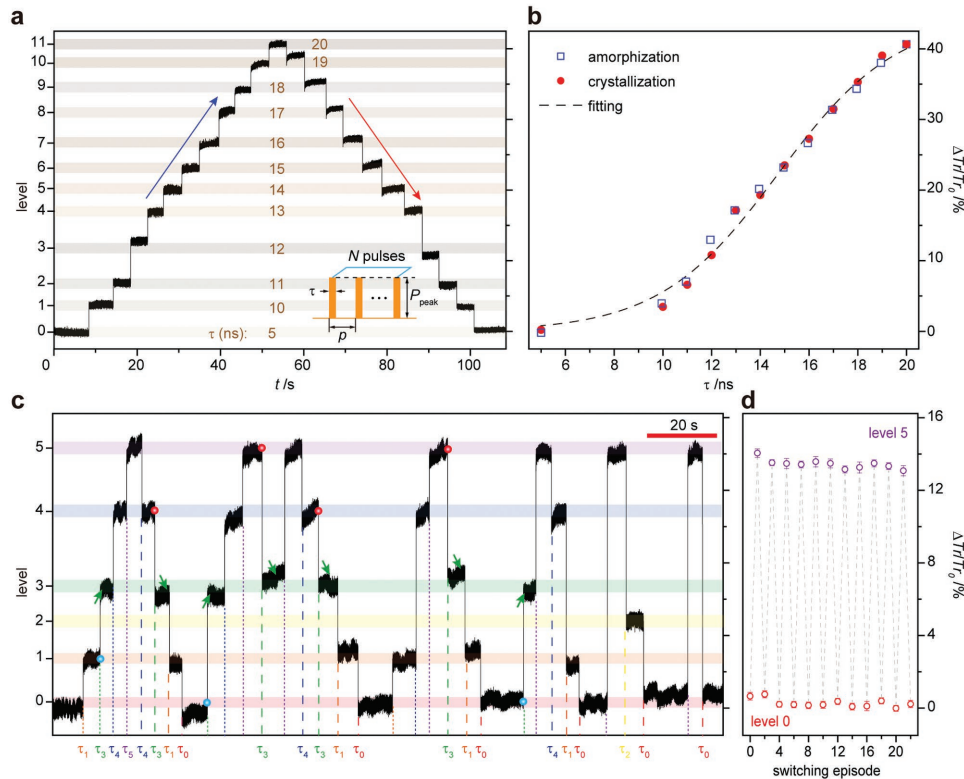 a
11
10
9
8
7
6
5
4
3
2
1
0
level
20
19
18
17
16
15
14
13
12
11
10
τ (ns): 5
N pulses
τ
P peak
p
0 20 40 60 80 100
t /s
b
amorphization
crystallization
fitting
40
30
20
10
0
ΔTr/Tr0 /%
6 8 10 12 14 16 18 20
τ /ns
c
20 s
5
4
3
2
1
0
level
τ1 τ3 τ4 τ5 τ4 τ3 τ1 τ0 τ3 τ4 τ3 τ1 τ0 τ3 τ1 τ0 τ4 τ1 τ0 τ2 τ0 τ0
d
level 5
level 0
16
12
8
4
0
ΔTr/Tr0 /%
0 5 10 15 20
switching episode